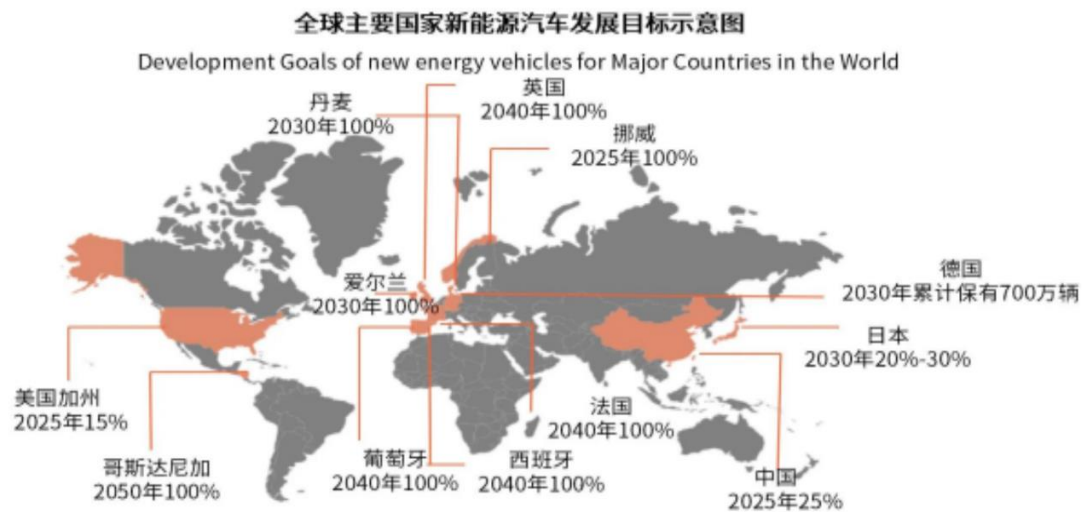 全球主要国家新能源汽车发展目标示意图
Development Goals of new energy vehicles for Major Countries in the World
英国
2040年100%
丹麦
2030年100%
挪威
2025年100%
爱尔兰
2030年100%
德国
2030年累计保有700万辆
日本
2030年20%-30%
美国加州
2025年15%
法国
2040年100%
哥斯达尼加
2050年100%
葡萄牙
2040年100%
西班牙
2040年100%
中国
2025年25%